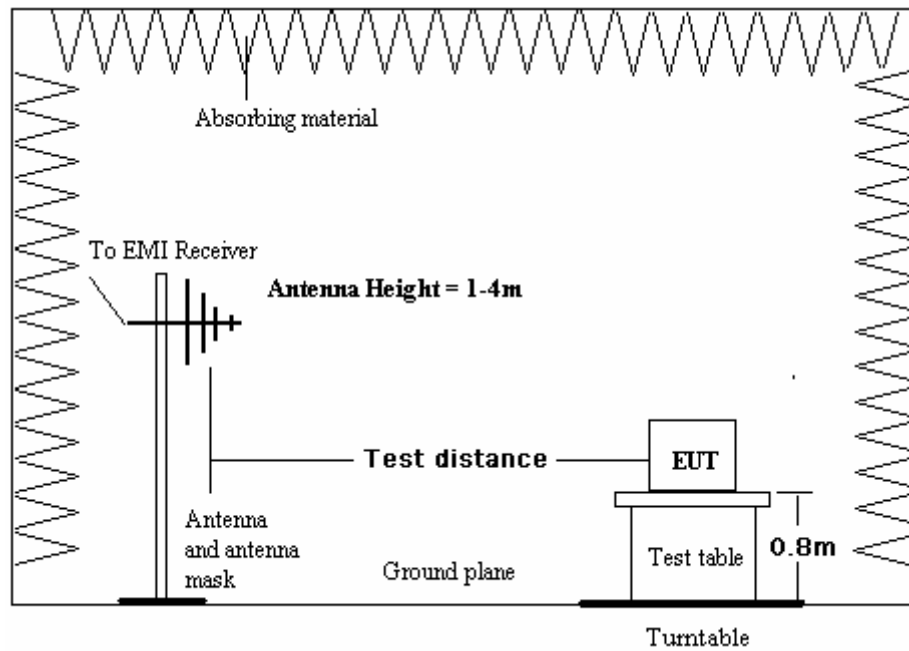 Absorbing material
To EMI Receiver
Antenna Height = 1-4m
Test distance
EUT
Antenna
and antenna
mask
Ground plane
Test table
0.8m
Turntable